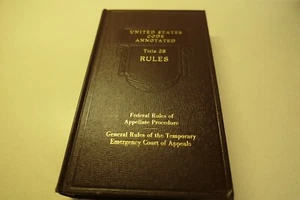 UNITED STATES
CODE
ANNOTATED
Title 28
RULES
Federal Rules of
Appellate Procedure
General Rules of the Temporary
Emergency Court of Appeals